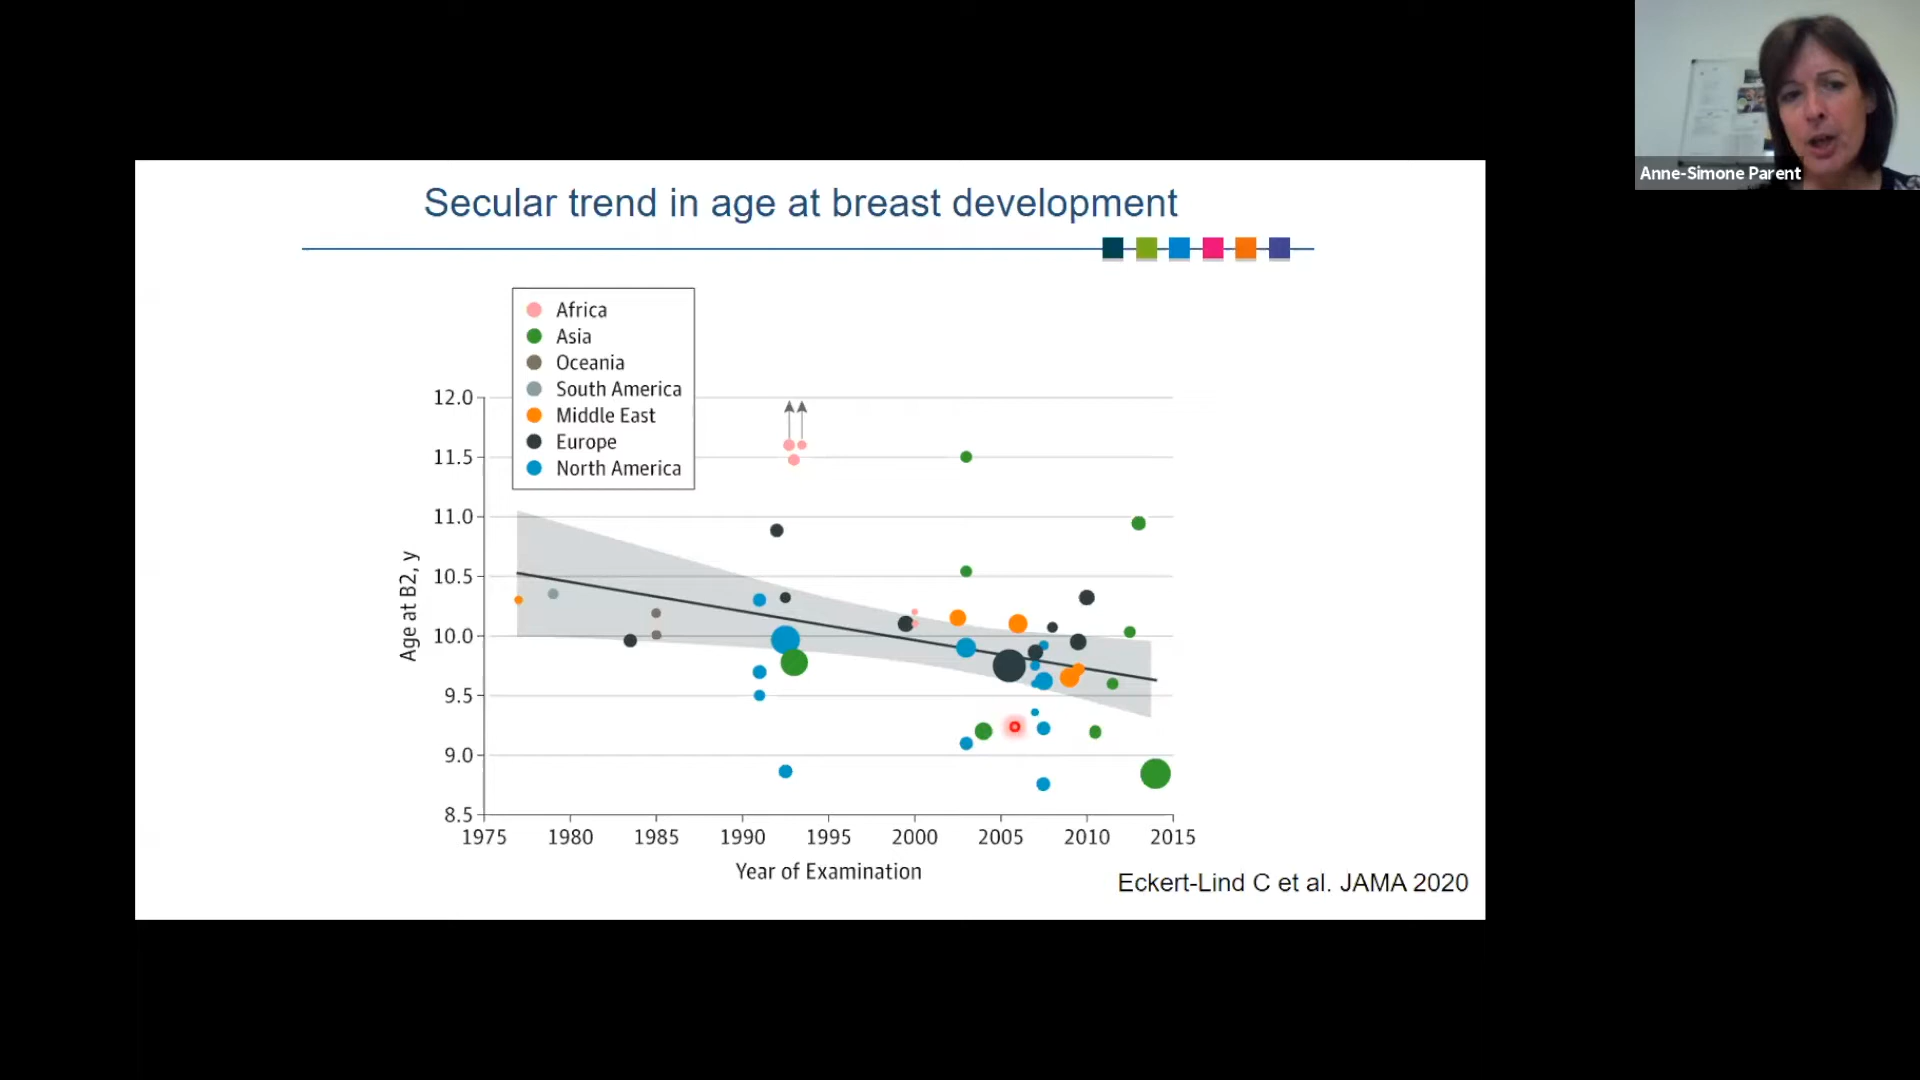 Anne-Simone Parent
Secular trend in age at breast development
Africa
Asia
Oceania
South America
Middle East
Europe
North America
12.0
11.5
11.0
10.5
10.0
9.5
9.0
8.5
Age at B2, y
1975 1980 1985 1990 1995 2000 2005 2010 2015
Year of Examination
Eckert-Lind C et al. JAMA 2020